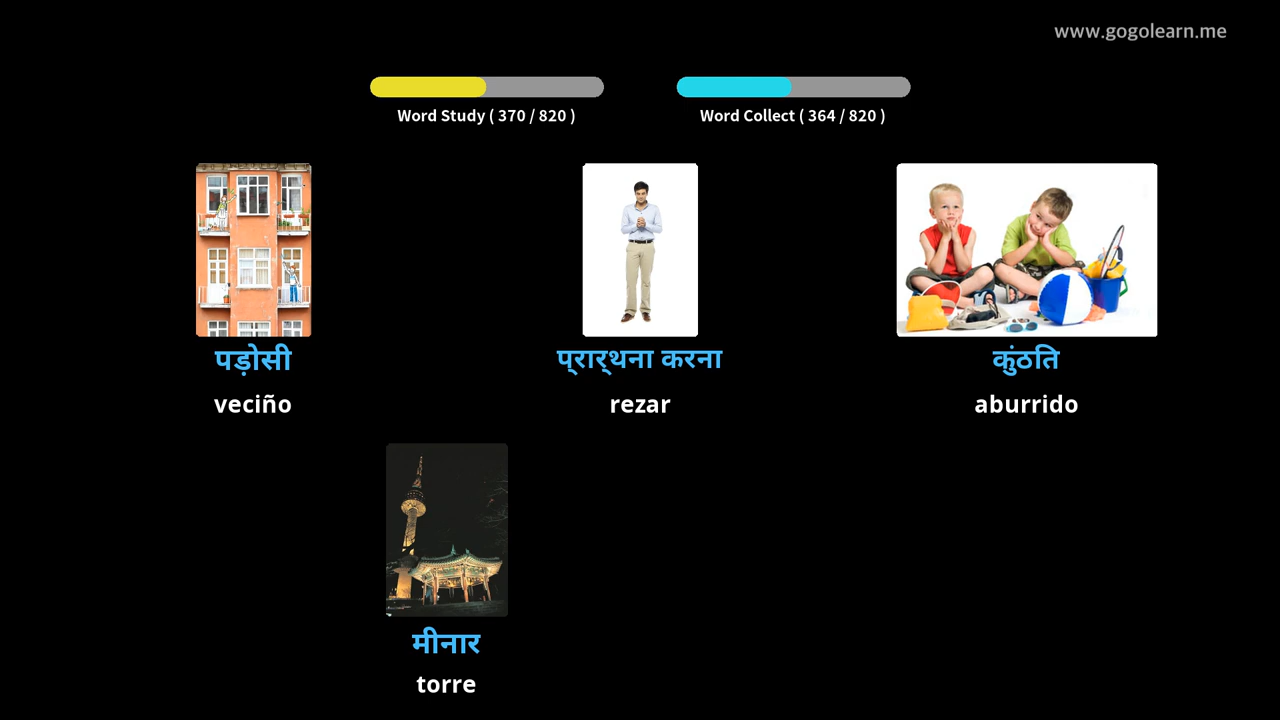 www.gogolearn.me
Word Study ( 370 / 820 )
Word Collect ( 364 / 820 )
पड़ोसी
veciño
प्रार्थना करना
rezar
कुंठति
aburrido
मीनार
torre